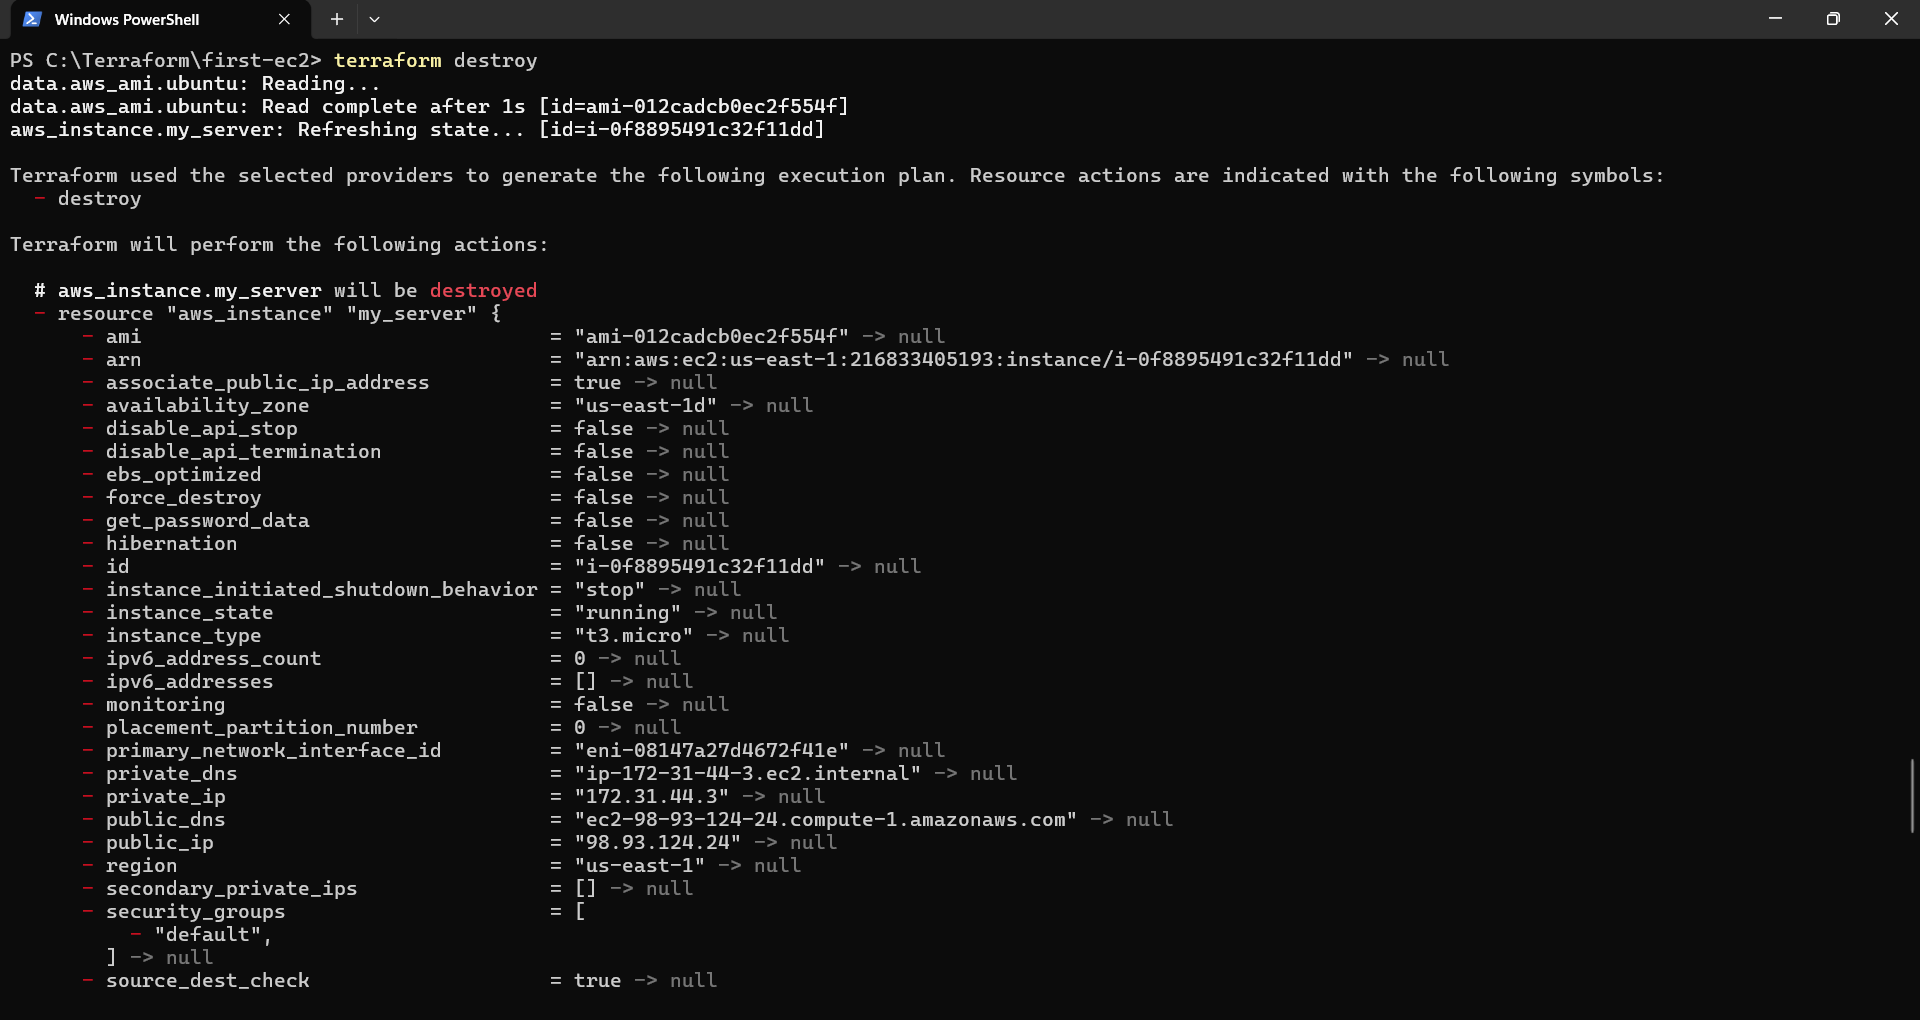 Windows PowerShell
PS C:\Terraform\first-ec2> terraform destroy
data.aws_ami.ubuntu: Reading...
data.aws_ami.ubuntu: Read complete after 1s [id=ami-012cadcb0ec2f554f]
aws_instance.my_server: Refreshing state... [id=i-0f8895491c32f11dd]
Terraform used the selected providers to generate the following execution plan. Resource actions are indicated with the following symbols:
  - destroy
Terraform will perform the following actions:
  # aws_instance.my_server will be destroyed
  - resource "aws_instance" "my_server" {
      - ami                                  = "ami-012cadcb0ec2f554f" -> null
      - arn                                  = "arn:aws:ec2:us-east-1:216833405193:instance/i-0f8895491c32f11dd" -> null
      - associate_public_ip_address          = true -> null
      - availability_zone                    = "us-east-1d" -> null
      - disable_api_stop                     = false -> null
      - disable_api_termination              = false -> null
      - ebs_optimized                        = false -> null
      - force_destroy                        = false -> null
      - get_password_data                    = false -> null
      - hibernation                          = false -> null
      - id                                   = "i-0f8895491c32f11dd" -> null
      - instance_initiated_shutdown_behavior = "stop" -> null
      - instance_state                       = "running" -> null
      - instance_type                        = "t3.micro" -> null
      - ipv6_address_count                   = 0 -> null
      - ipv6_addresses                       = [] -> null
      - monitoring                           = false -> null
      - placement_partition_number           = 0 -> null
      - primary_network_interface_id         = "eni-08147a27d4672f41e" -> null
      - private_dns                          = "ip-172-31-44-3.ec2.internal" -> null
      - private_ip                           = "172.31.44.3" -> null
      - public_dns                           = "ec2-98-93-124-24.compute-1.amazonaws.com" -> null
      - public_ip                            = "98.93.124.24" -> null
      - region                               = "us-east-1" -> null
      - secondary_private_ips                = [] -> null
      - security_groups                      = [
          - "default",
        ] -> null
      - source_dest_check                    = true -> null